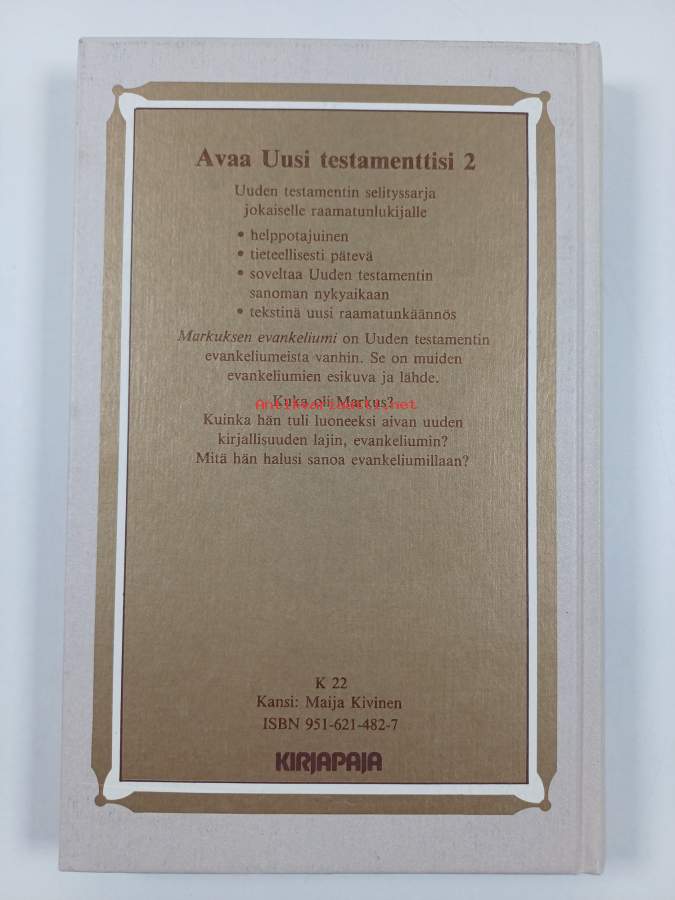 Avaa Uusi testamenttisi 2
Uuden testamentin selityssarja
jokaiselle raamatunlukijalle
• helppotajuinen
• tieteellisesti pätevä
• soveltaa Uuden testamentin
sanoman nykyaikaan
• tekstinä uusi raamatunkäännös
Markuksen evankeliumi on Uuden testamentin
evankeliumeista vanhin. Se on muiden
evankeliumien esikuva ja lähde.
Kuka oli Markus?
Antikvariaatti.net
Kuinka hän tuli luoneeksi aivan uuden
kirjallisuuden lajin, evankeliumin?
Mitä hän halusi sanoa evankeliumillaan?
K 22
Kansi: Maija Kivinen
ISBN 951-621-482-7
KIRJAPAJA